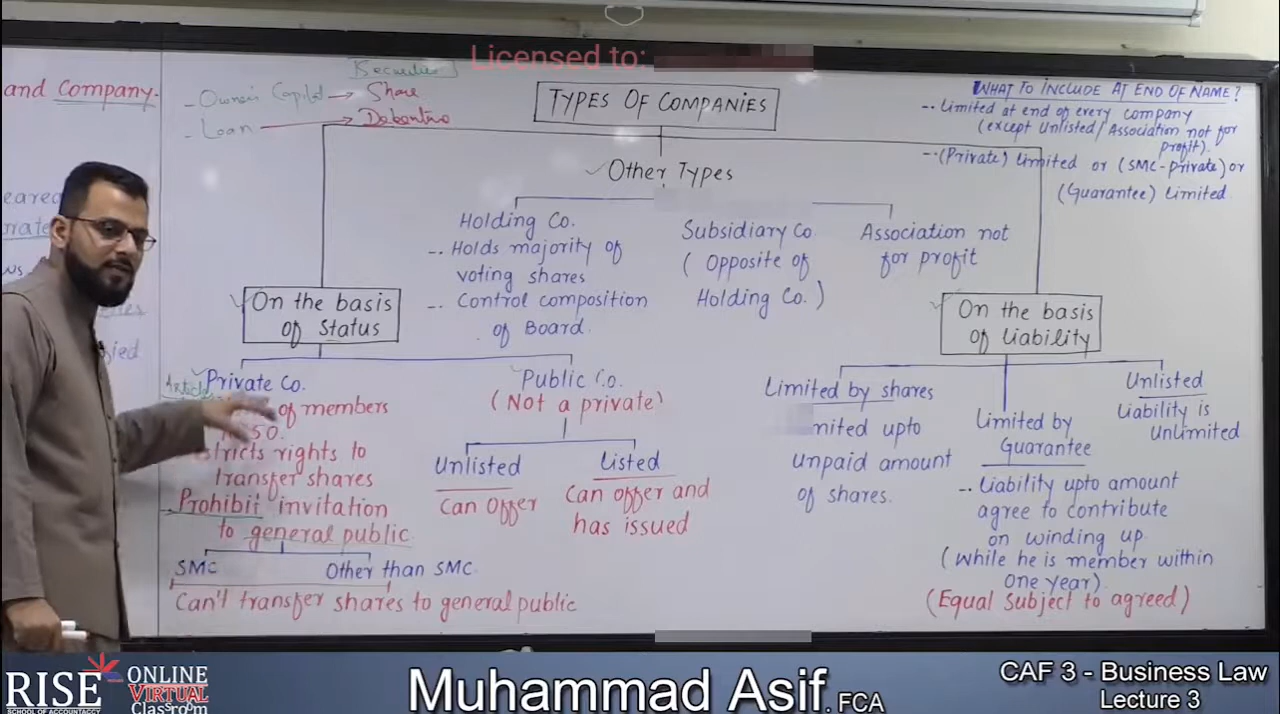 Licensed to:
and Company.
Securities
- Owner's Capital → Share
- Loan → Debenture
TYPES OF COMPANIES
WHAT TO INCLUDE AT END OF NAME?
-. Limited at end of every company
(except Unlisted/Association not for
profit).
-. (Private) Limited or (SMC-Private) or
(Guarantee) Limited
Other Types
Holding Co.
-. Holds majority of
voting shares
-. Control composition
of Board.
Subsidiary Co
( Opposite of
Holding Co. )
Association not
for profit
On the basis
of Status
Private Co.
Article
of members
50.
rights to
transfer shares
Prohibit invitation
to general public
SMC
Other than SMC.
Can't transfer shares to general public
Public Co.
(Not a private)
Unlisted
Can Offer
Listed
Can offer and
has issued
On the basis
of Liability
Limited by shares
upto
unpaid amount
of shares.
Limited by
Guarantee
-. Liability upto amount
agree to contribute
on winding up
(While he is member within
one year).
(Equal Subject to agreed)
Unlisted
Liability is
Unlimited
RISE
SCHOOL OF ACCOUNTANCY
ONLINE
VIRTUAL
Classroom
Muhammad Asif. FCA
CAF 3 - Business Law
Lecture 3